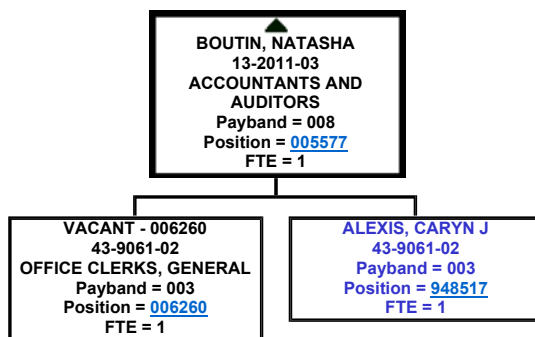 BOUTIN, NATASHA
13-2011-03
ACCOUNTANTS AND
AUDITORS
Payband = 008
Position = 005577
FTE = 1
VACANT - 006260
43-9061-02
OFFICE CLERKS, GENERAL
Payband = 003
Position = 006260
FTE = 1
ALEXIS, CARYN J
43-9061-02
Payband = 003
Position = 948517
FTE = 1